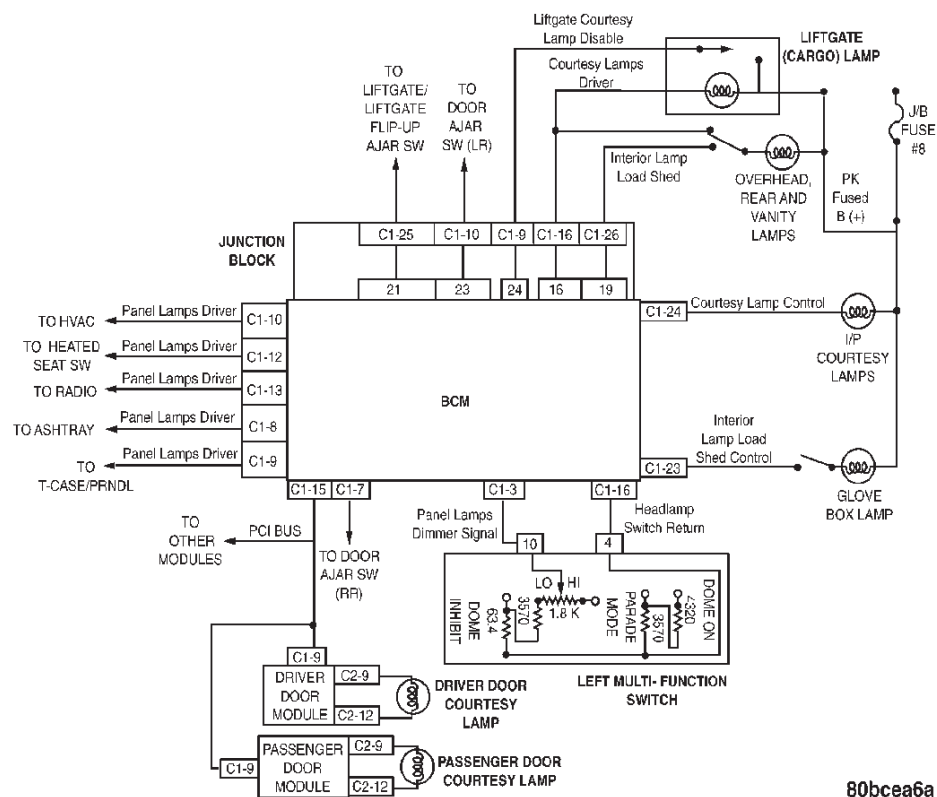 Liftgate Courtesy
Lamp Disable
LIFTGATE
(CARGO) LAMP
Courtesy Lamps
Driver
TO
LIFTGATE/
LIFTGATE
FLIP-UP
AJAR SW
TO
DOOR
AJAR
SW (LR)
J/B
FUSE
#8
Interior Lamp
Load Shed
OVERHEAD,
REAR AND
VANITY
LAMPS
PK
Fused
B (+)
JUNCTION
BLOCK
C1-25
C1-10
C1-9
C1-16
C1-26
21
23
24
16
19
TO HVAC
Panel Lamps Driver
C1-10
TO HEATED
SEAT SW
Panel Lamps Driver
C1-12
TO RADIO
Panel Lamps Driver
C1-13
TO ASHTRAY
Panel Lamps Driver
C1-8
TO
T-CASE/PRNDL
Panel Lamps Driver
C1-9
BCM
C1-24
Courtesy Lamp Control
I/P
COURTESY
LAMPS
C1-23
Interior
Lamp Load
Shed Control
GLOVE
BOX LAMP
C1-15
C1-7
C1-3
C1-16
TO
OTHER
MODULES
PCI BUS
TO DOOR
AJAR SW
(RR)
Panel Lamps
Dimmer Signal
Headlamp
Switch Return
10
4
LO
HI
DOME
INHIBIT
63.4
3570
1.8 K
MODE
PARADE
3570
4320
DOME ON
LEFT MULTI- FUNCTION
SWITCH
C1-9
DRIVER
DOOR
MODULE
C2-9
C2-12
DRIVER DOOR
COURTESY
LAMP
C1-9
PASSENGER
DOOR
MODULE
C2-9
C2-12
PASSENGER DOOR
COURTESY LAMP
80bcea6a